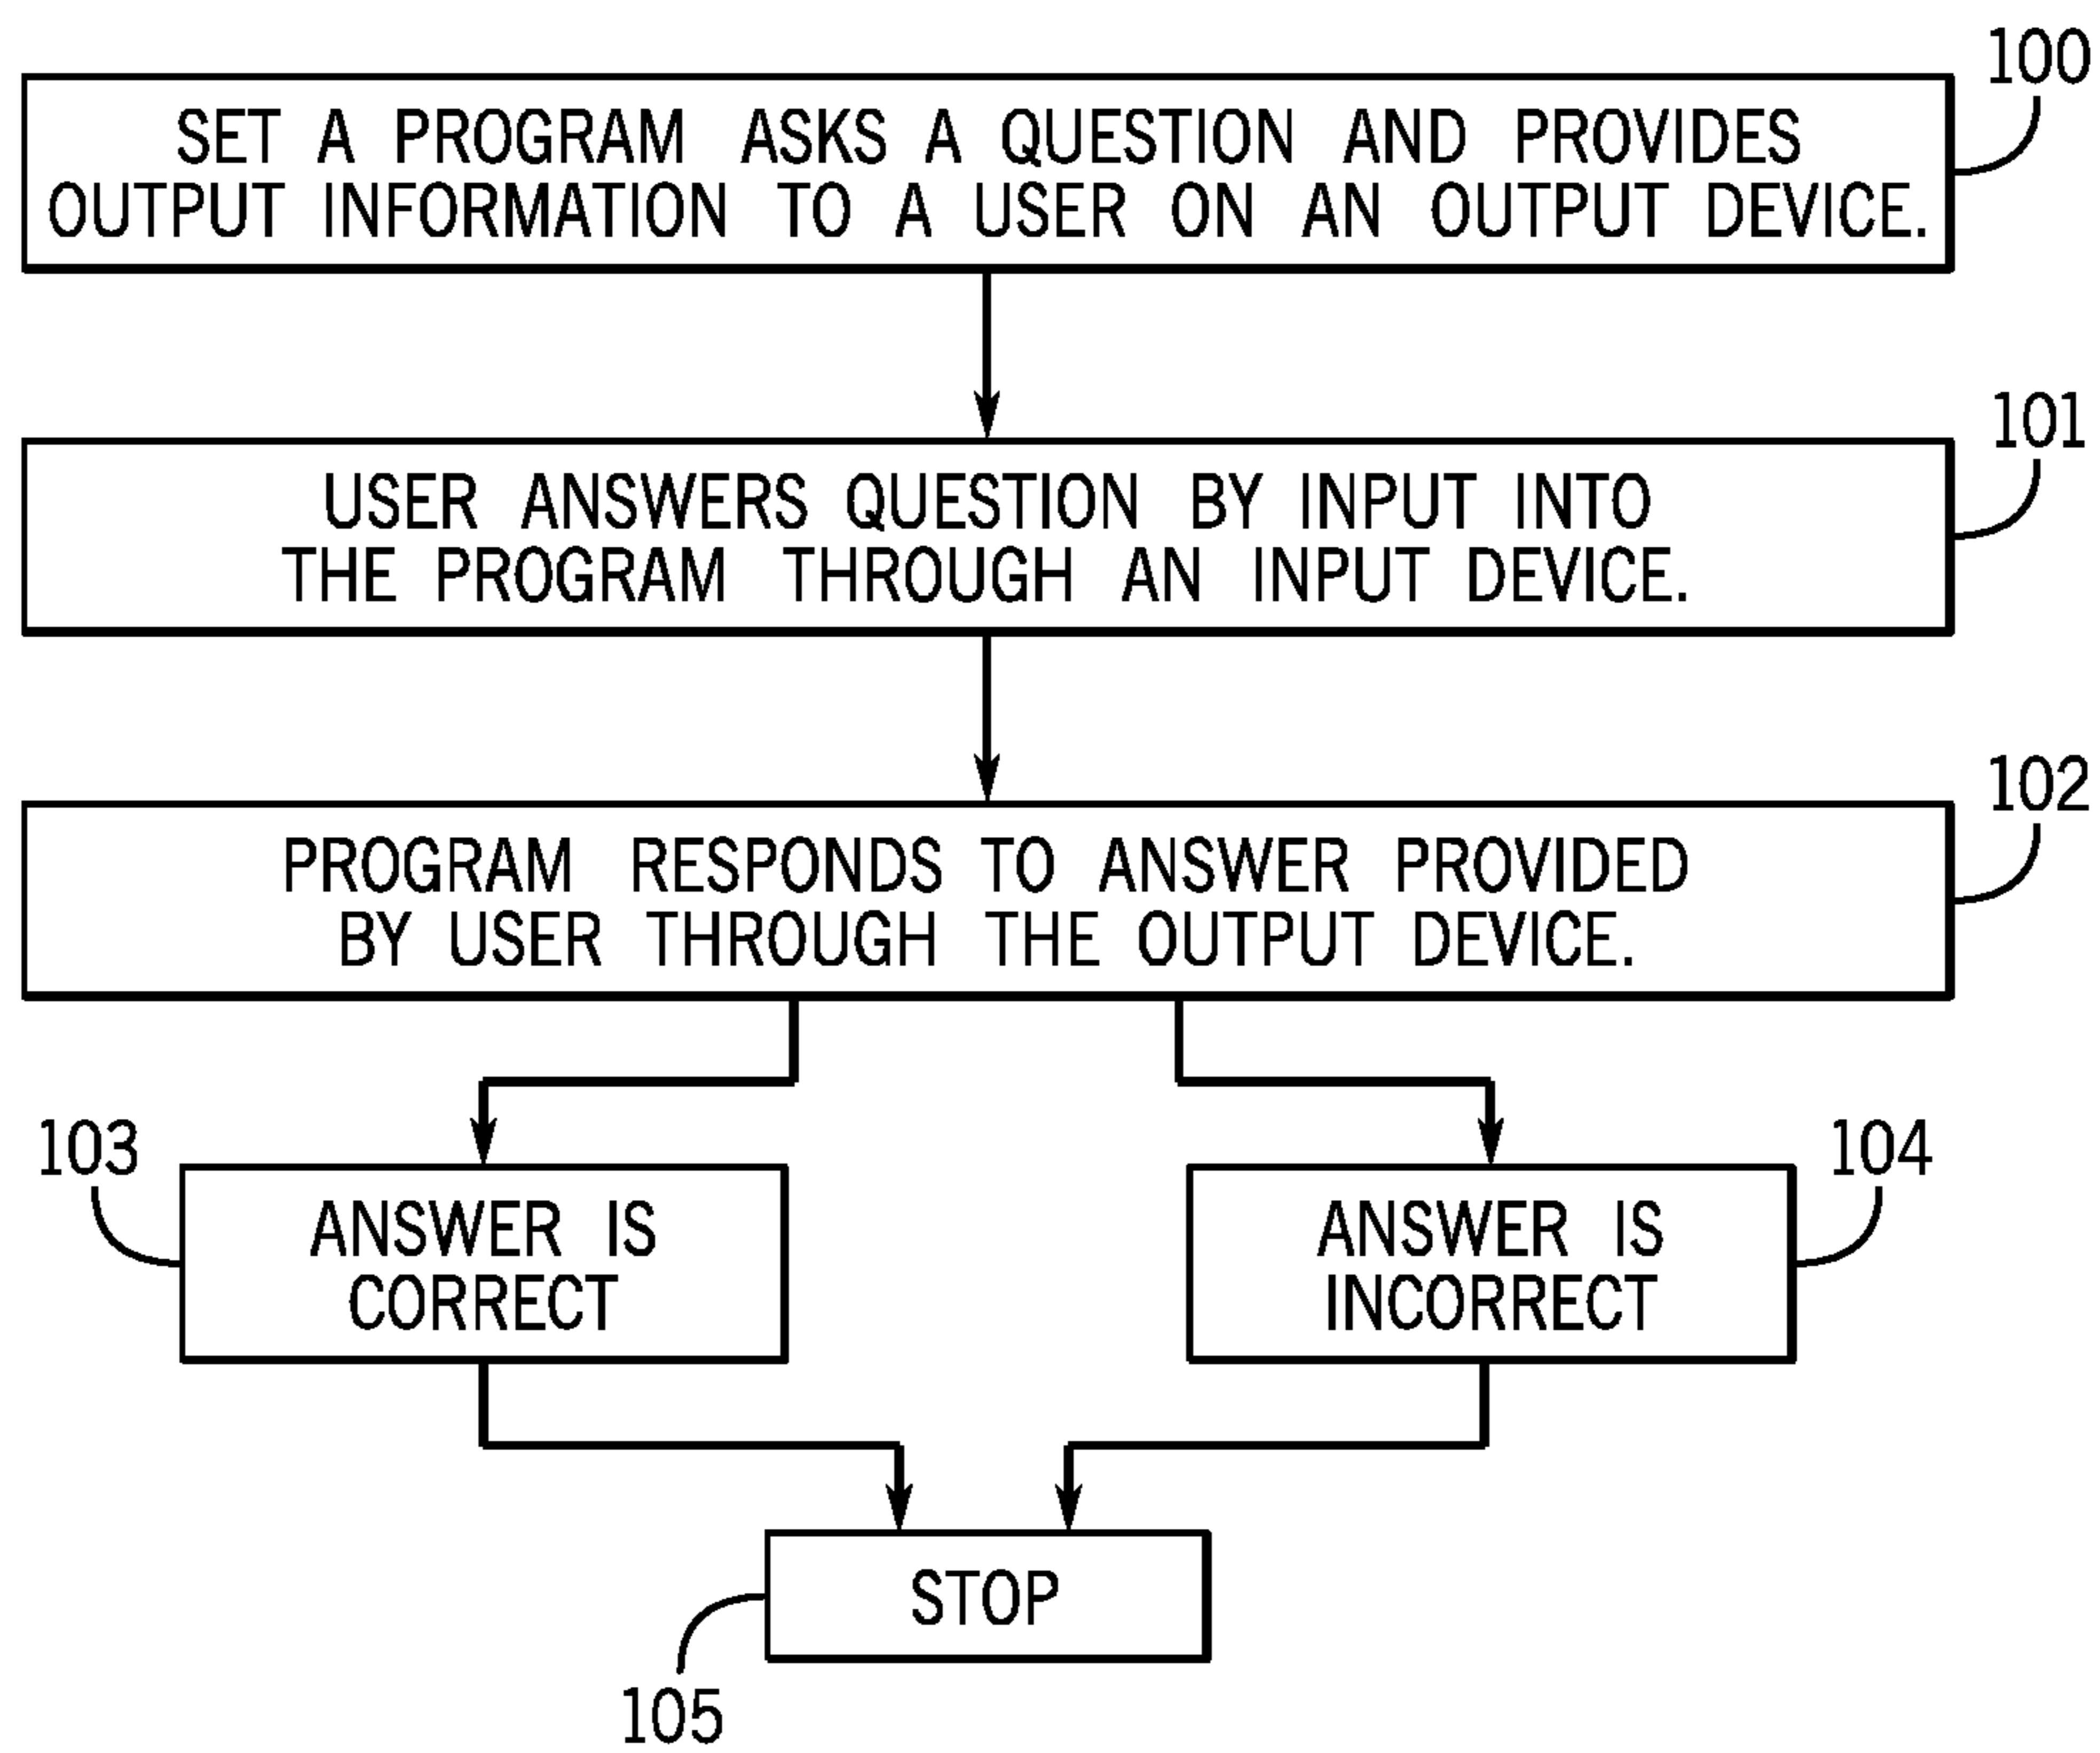 100
SET A PROGRAM ASKS A QUESTION AND PROVIDES
OUTPUT INFORMATION TO A USER ON AN OUTPUT DEVICE.
101
USER ANSWERS QUESTION BY INPUT INTO
THE PROGRAM THROUGH AN INPUT DEVICE.
102
PROGRAM RESPONDS TO ANSWER PROVIDED
BY USER THROUGH THE OUTPUT DEVICE.
103
ANSWER IS
CORRECT
104
ANSWER IS
INCORRECT
STOP
105